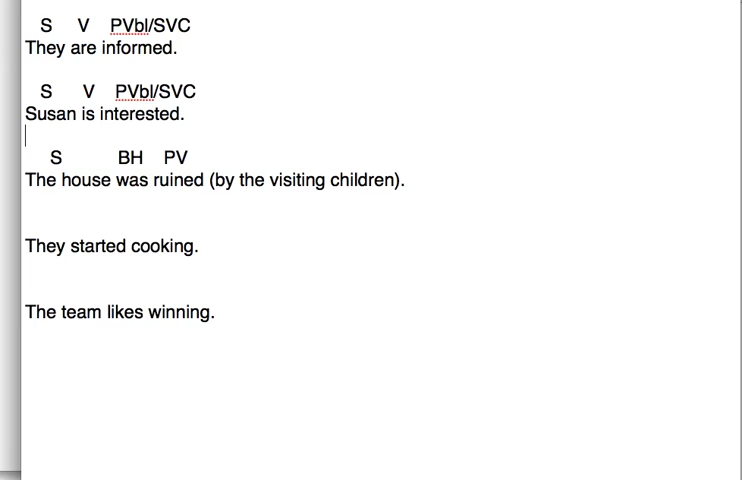 S V PVbl/SVC
They are informed.
S V PVbl/SVC
Susan is interested.
S BH PV
The house was ruined (by the visiting children).
They started cooking.
The team likes winning.